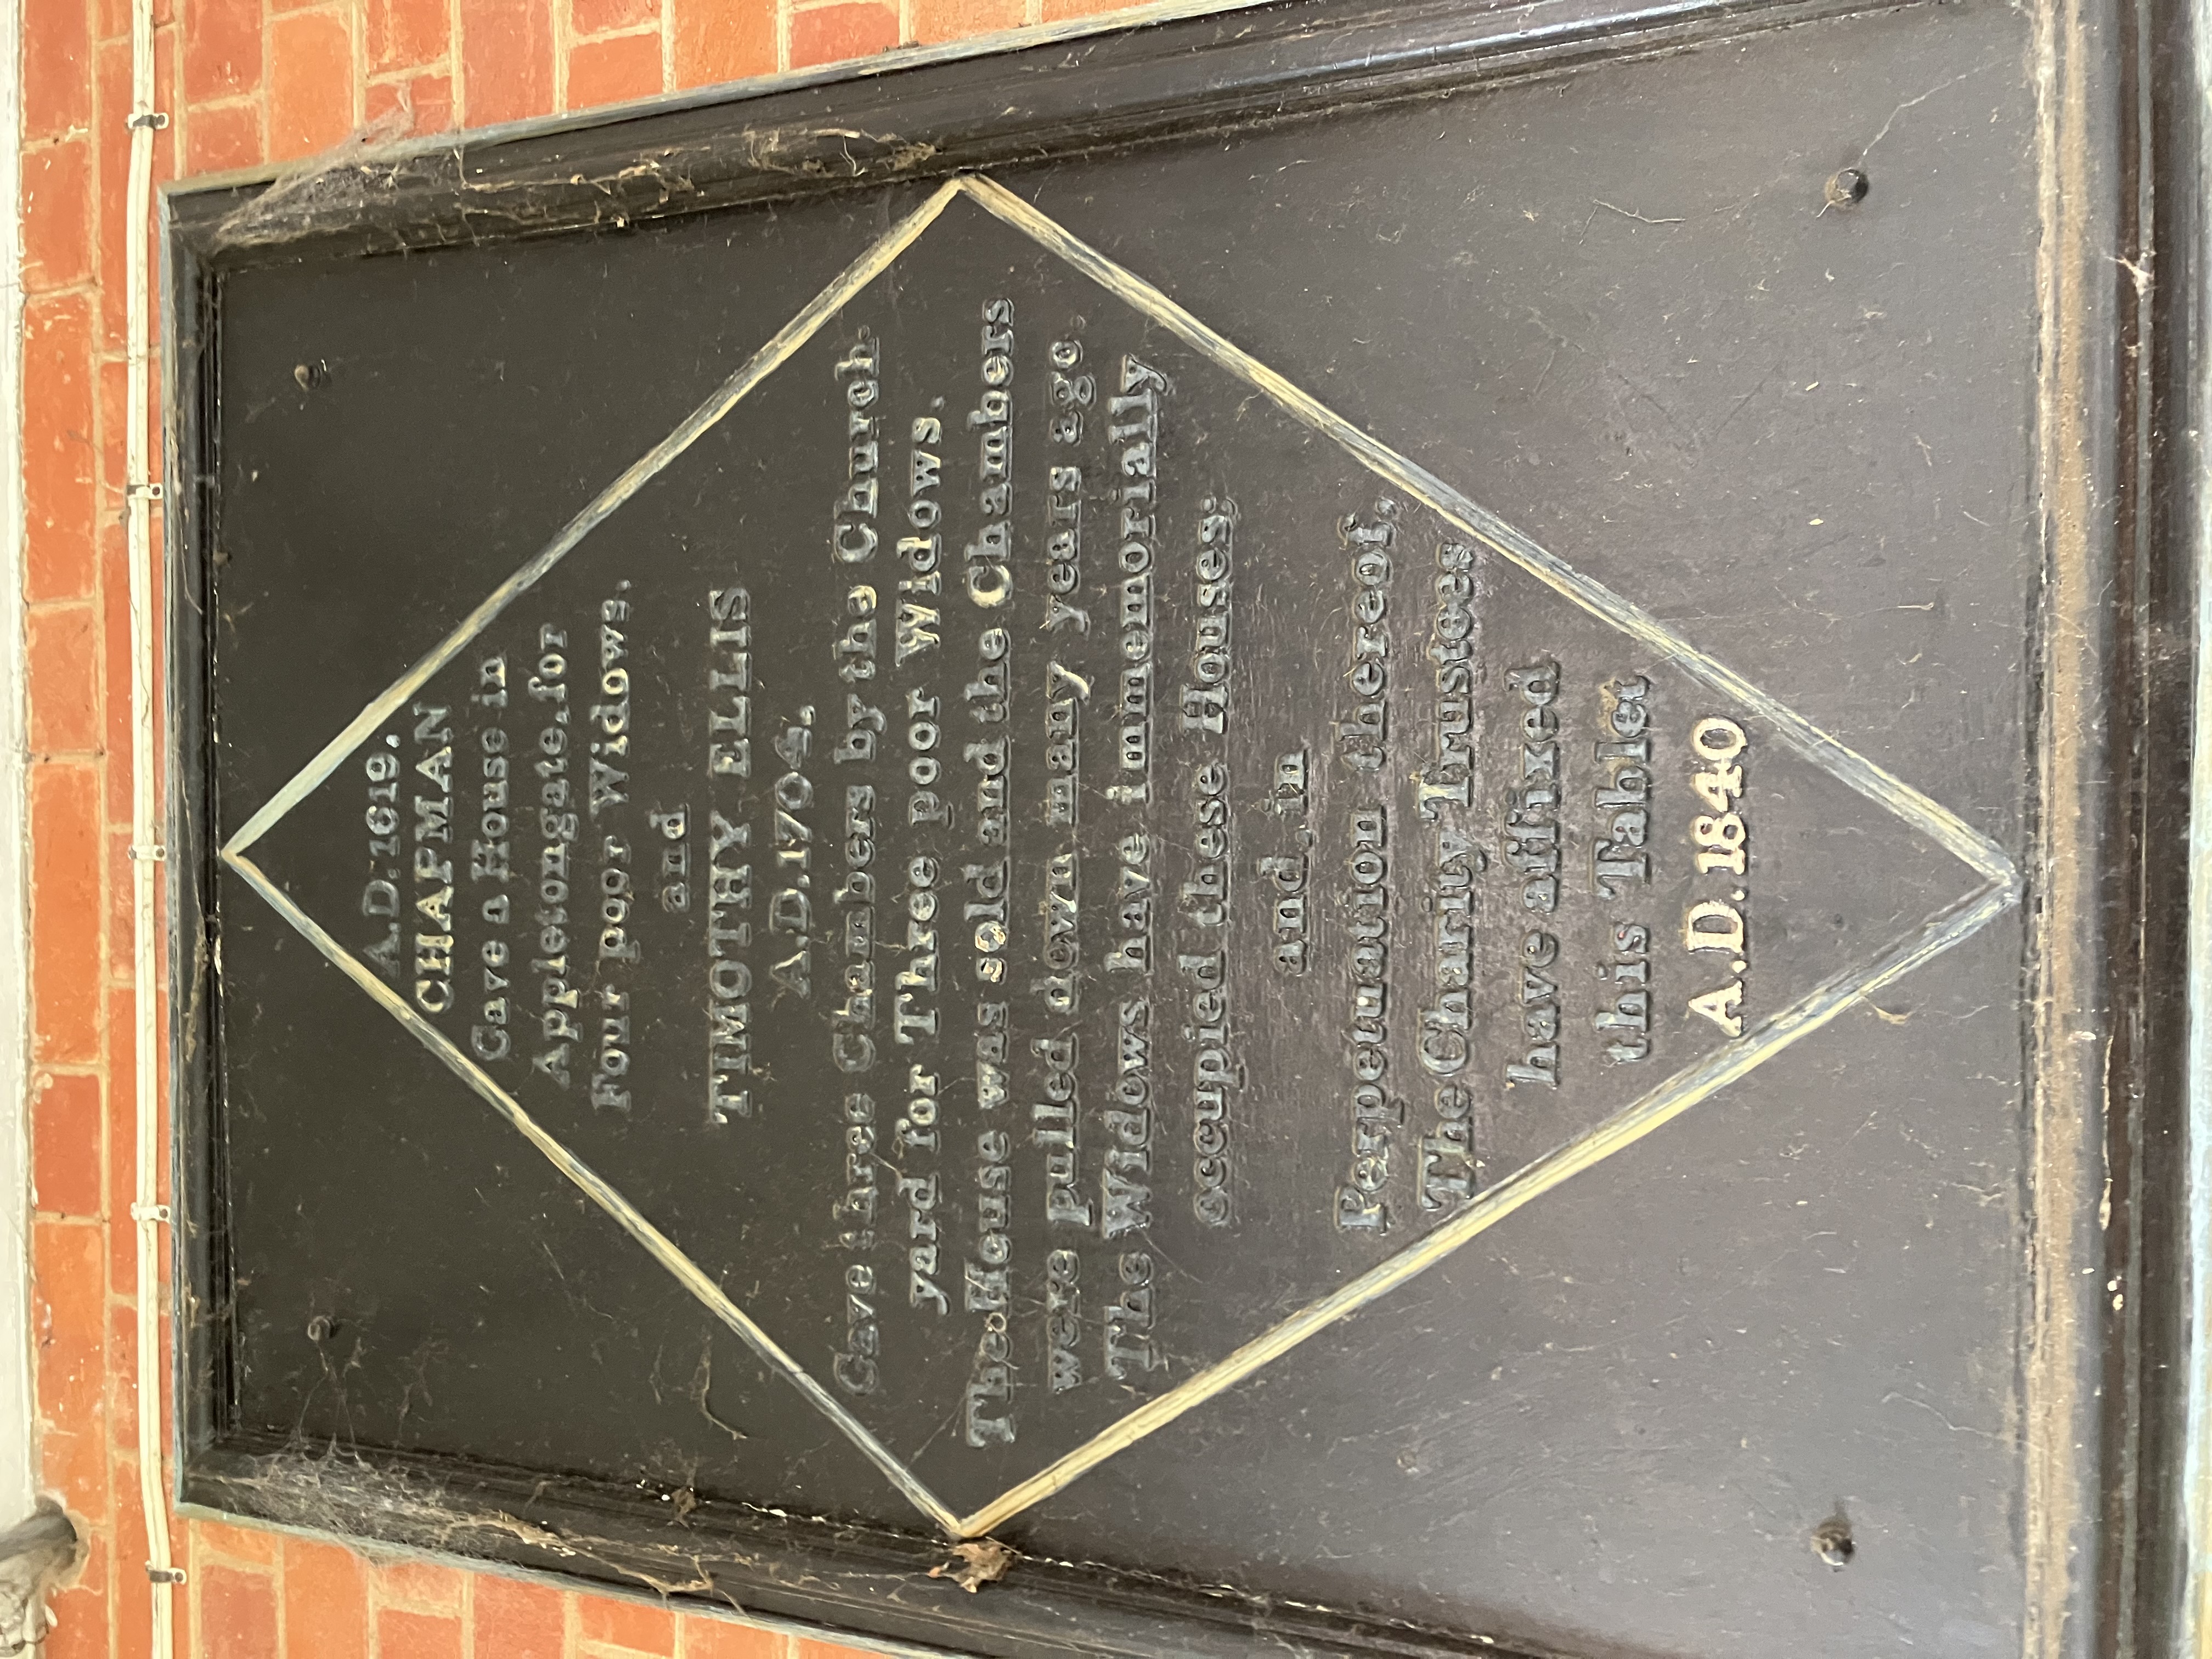 A.D. 1619.
CHAPMAN
Gave a House in
Appletongate, for
Four poor Widows,
and
TIMOTHY ELLIS
A.D. 1704,
Gave three Chambers by the Church-
yard for Three poor Widows.
The House was sold and the Chambers
were pulled down many years ago.
The Widows have immemorially
occupied these Houses;
and, in
Perpetuation thereof,
The Charity Trustees
have affixed
this Tablet
A.D. 1840